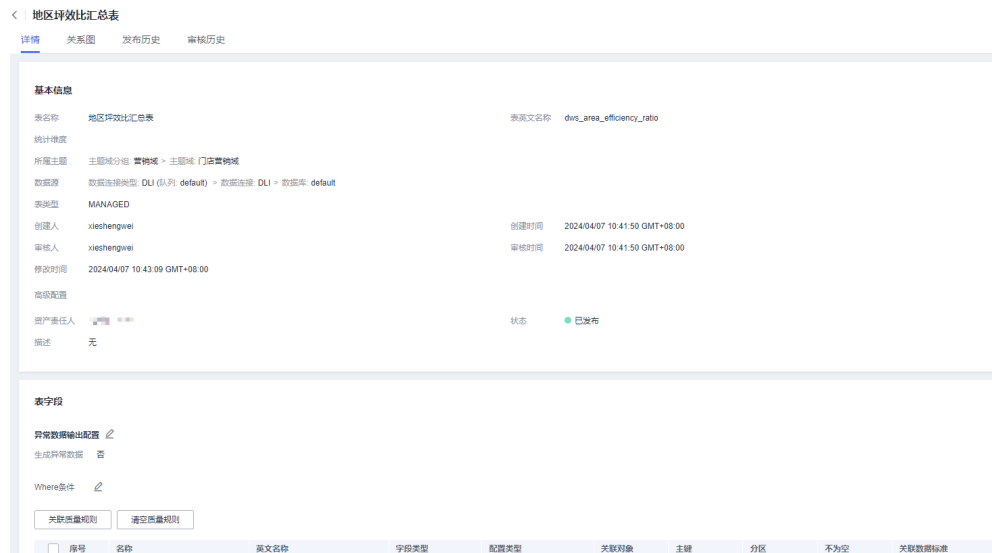 地区坪效比汇总表
详情 关系图 发布历史 审核历史
基本信息
表名称 地区坪效比汇总表 表英文名称 dws_area_efficiency_ratio
统计维度
所属主题 主题域分组: 营销域 > 主题域: 门店营销域
数据源 数据连接类型: DLI (队列: default) > 数据连接: DLI > 数据库: default
表类型 MANAGED
创建人 xieshengwei 创建时间 2024/04/07 10:41:50 GMT+08:00
审核人 xieshengwei 审核时间 2024/04/07 10:41:50 GMT+08:00
修改时间 2024/04/07 10:43:09 GMT+08:00
高级配置
资产责任人 状态 已发布
描述 无
表字段
异常数据输出配置
生成异常数据 否
Where条件
关联质量规则 清空质量规则
序号 名称 英文名称 字段类型 配置类型 关联对象 主键 分区 不为空 关联数据标准